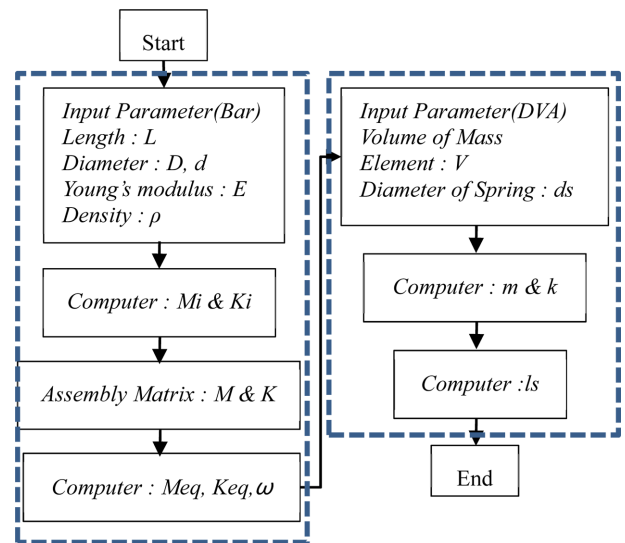 Start
Input Parameter(Bar)
Length : L
Diameter : D, d
Young's modulus : E
Density : ρ
Computer : Mi & Ki
Assembly Matrix : M & K
Computer : Meq, Keq,ω
Input Parameter(DVA)
Volume of Mass
Element : V
Diameter of Spring : ds
Computer : m & k
Computer :ls
End